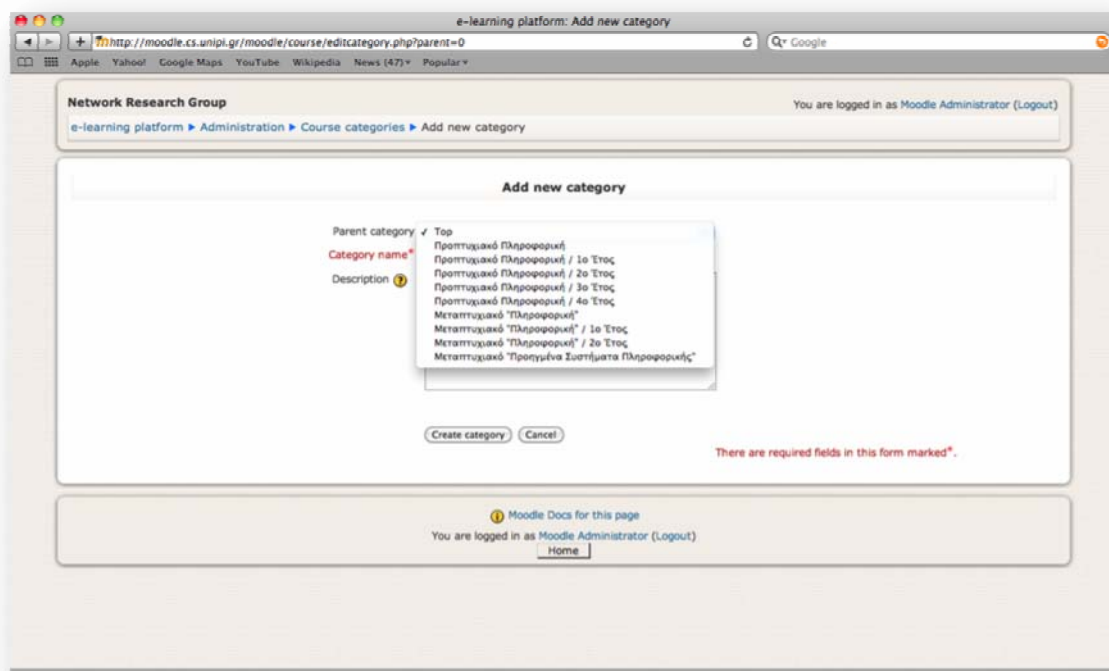 e-learning platform: Add new category
http://moodle.cs.unipi.gr/moodle/course/editcategory.php?parent=0
Google
Apple Yahoo! Google Maps YouTube Wikipedia News (47) Popular
Network Research Group
You are logged in as Moodle Administrator (Logout)
e-learning platform ► Administration ► Course categories ► Add new category
Add new category
Parent category ✓ Top
Προπτυχιακό Πληροφορική
Category name*
Προπτυχιακό Πληροφορική / 1ο Έτος
Προπτυχιακό Πληροφορική / 2ο Έτος
Description
Προπτυχιακό Πληροφορική / 3ο Έτος
Προπτυχιακό Πληροφορική / 4ο Έτος
Μεταπτυχιακό "Πληροφορική"
Μεταπτυχιακό "Πληροφορική" / 1ο Έτος
Μεταπτυχιακό "Πληροφορική" / 2ο Έτος
Μεταπτυχιακό "Προηγμένα Συστήματα Πληροφορικής"
Create category Cancel
There are required fields in this form marked*.
Moodle Docs for this page
You are logged in as Moodle Administrator (Logout)
Home